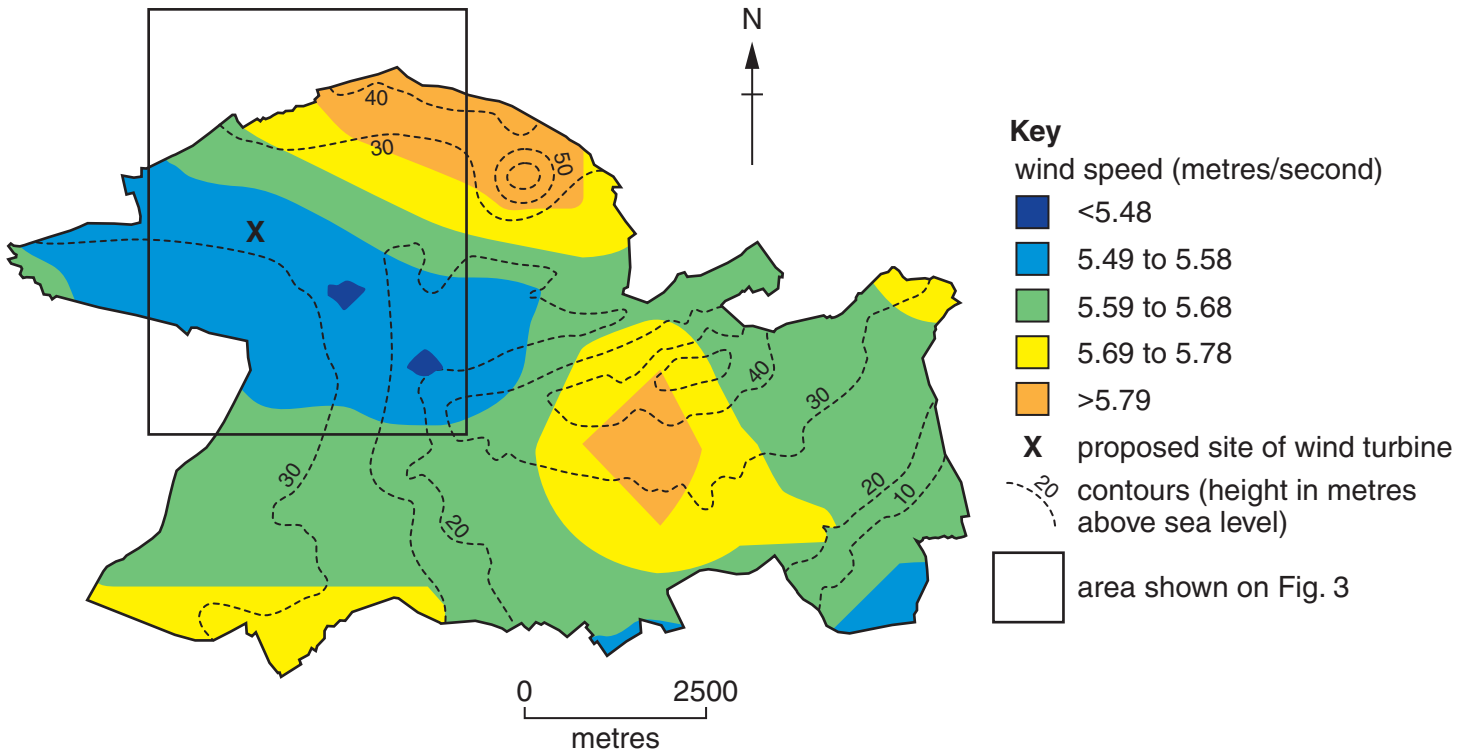 N
40
30
50
X
40
30
30
20
20
10
0 2500
metres
Key
wind speed (metres/second)
<5.48
5.49 to 5.58
5.59 to 5.68
5.69 to 5.78
>5.79
X proposed site of wind turbine
20 contours (height in metres
above sea level)
area shown on Fig. 3